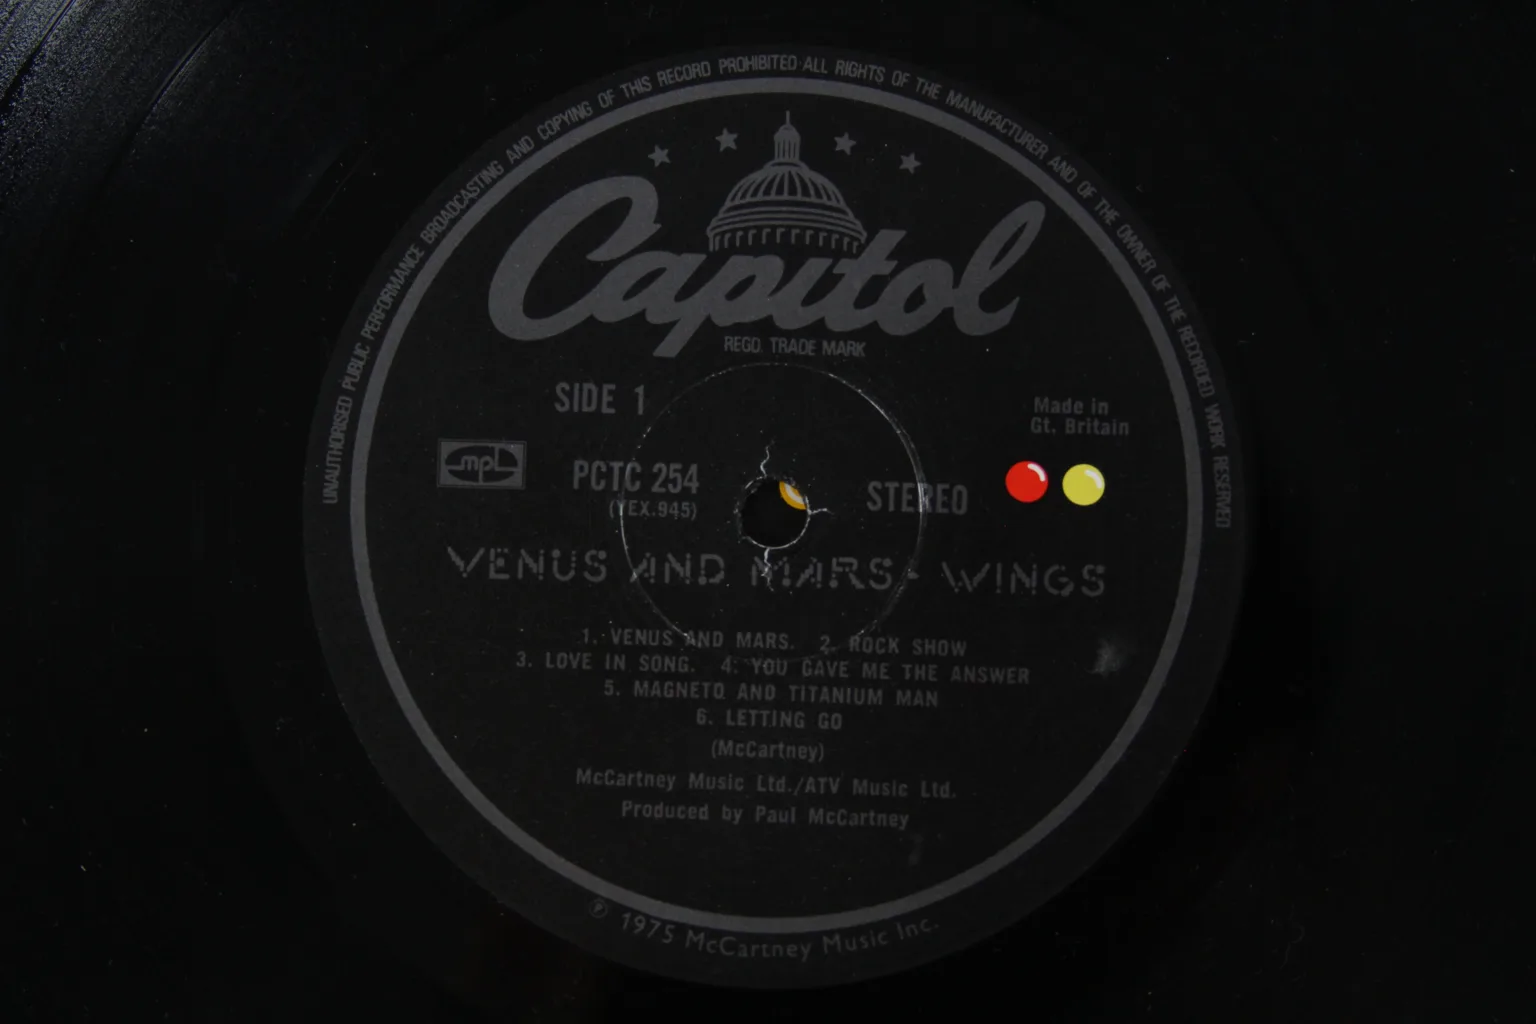 UNAUTHORISED PUBLIC PERFORMANCE BROADCASTING AND COPYING OF THIS RECORD PROHIBITED·ALL RIGHTS OF THE MANUFACTURER AND OF THE OWNER OF THE RECORDED WORK RESERVED
Capitol
REGD. TRADE MARK
SIDE 1
Made in
Gt. Britain
mpl
PCTC 254
STEREO
(YEX.945)
VENUS AND MARS · WINGS
1. VENUS AND MARS. 2. ROCK SHOW
3. LOVE IN SONG. 4. YOU GAVE ME THE ANSWER
5. MAGNETO AND TITANIUM MAN
6. LETTING GO
(McCartney)
McCartney Music Ltd./ATV Music Ltd.
Produced by Paul McCartney
℗ 1975 McCartney Music Inc.